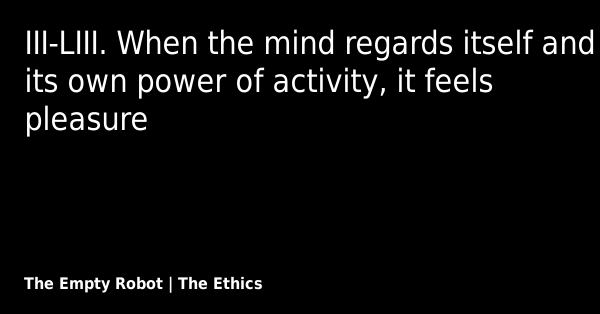 III-LIII. When the mind regards itself and
its own power of activity, it feels
pleasure
The Empty Robot | The Ethics